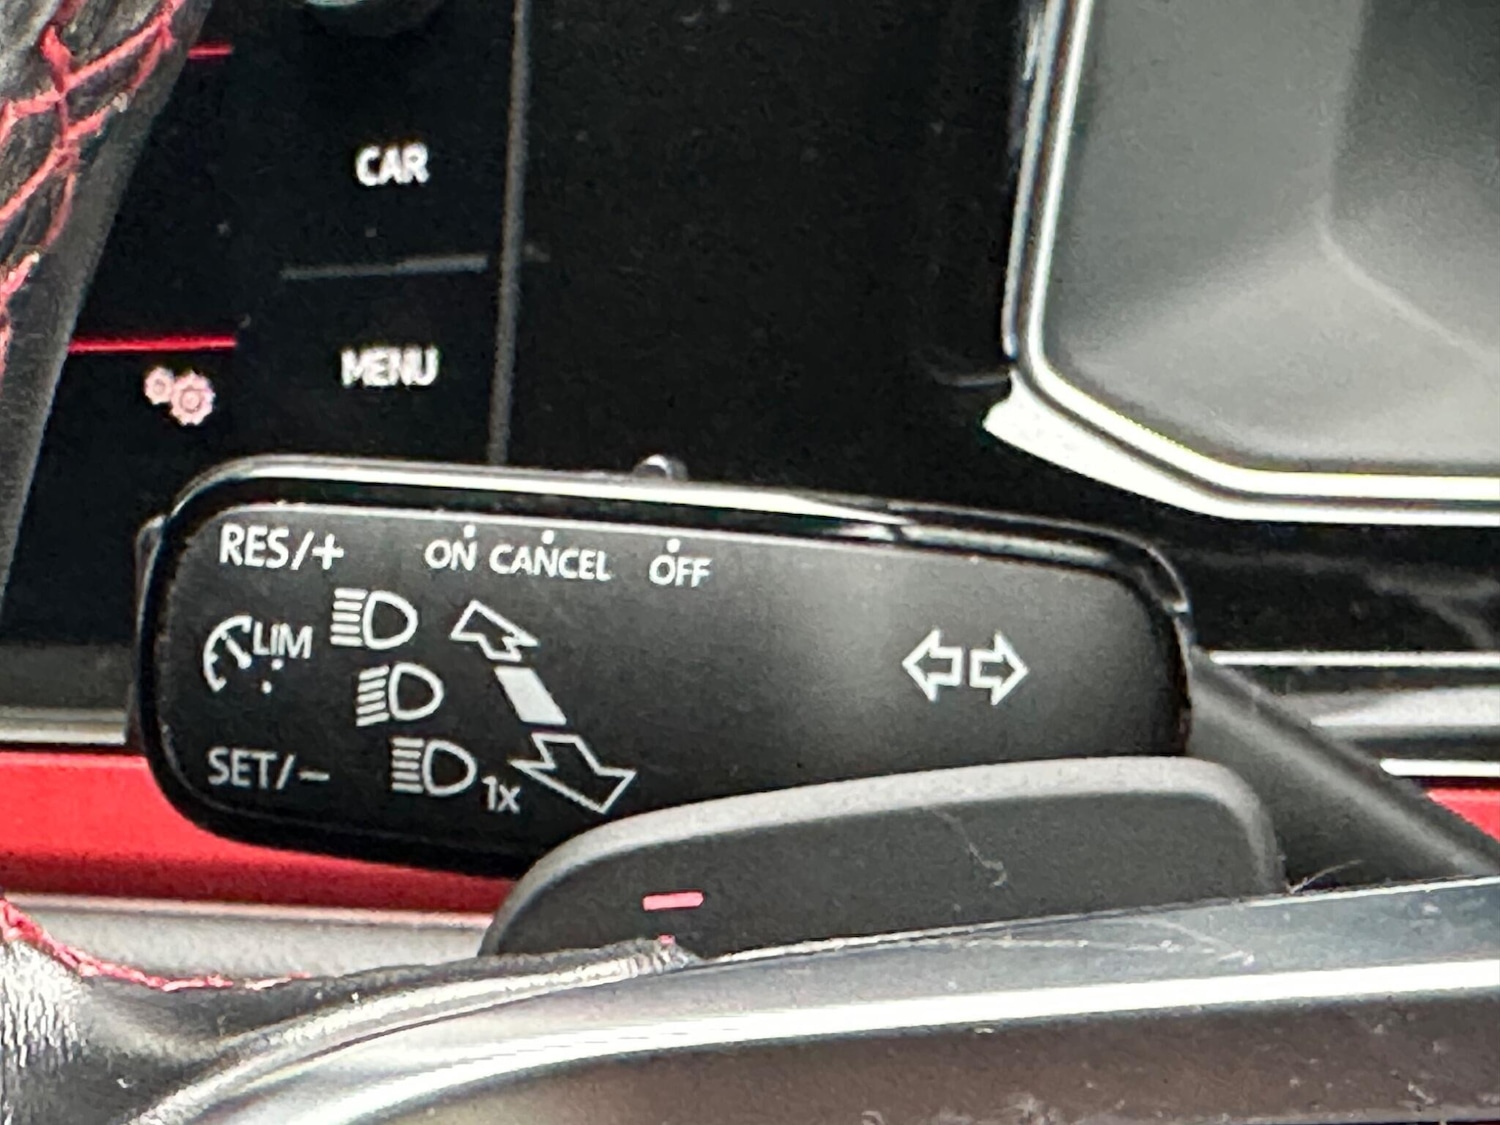 CAR
MENU
RES/+ ON CANCEL OFF
LIM
SET/− 1x